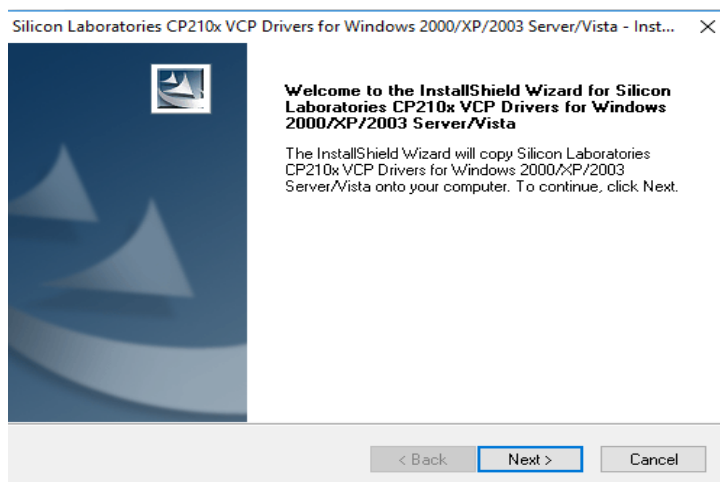 Silicon Laboratories CP210x VCP Drivers for Windows 2000/XP/2003 Server/Vista - Inst...
Welcome to the InstallShield Wizard for Silicon
Laboratories CP210x VCP Drivers for Windows
2000/XP/2003 Server/Vista
The InstallShield Wizard will copy Silicon Laboratories
CP210x VCP Drivers for Windows 2000/XP/2003
Server/Vista onto your computer. To continue, click Next.
< Back
Next >
Cancel